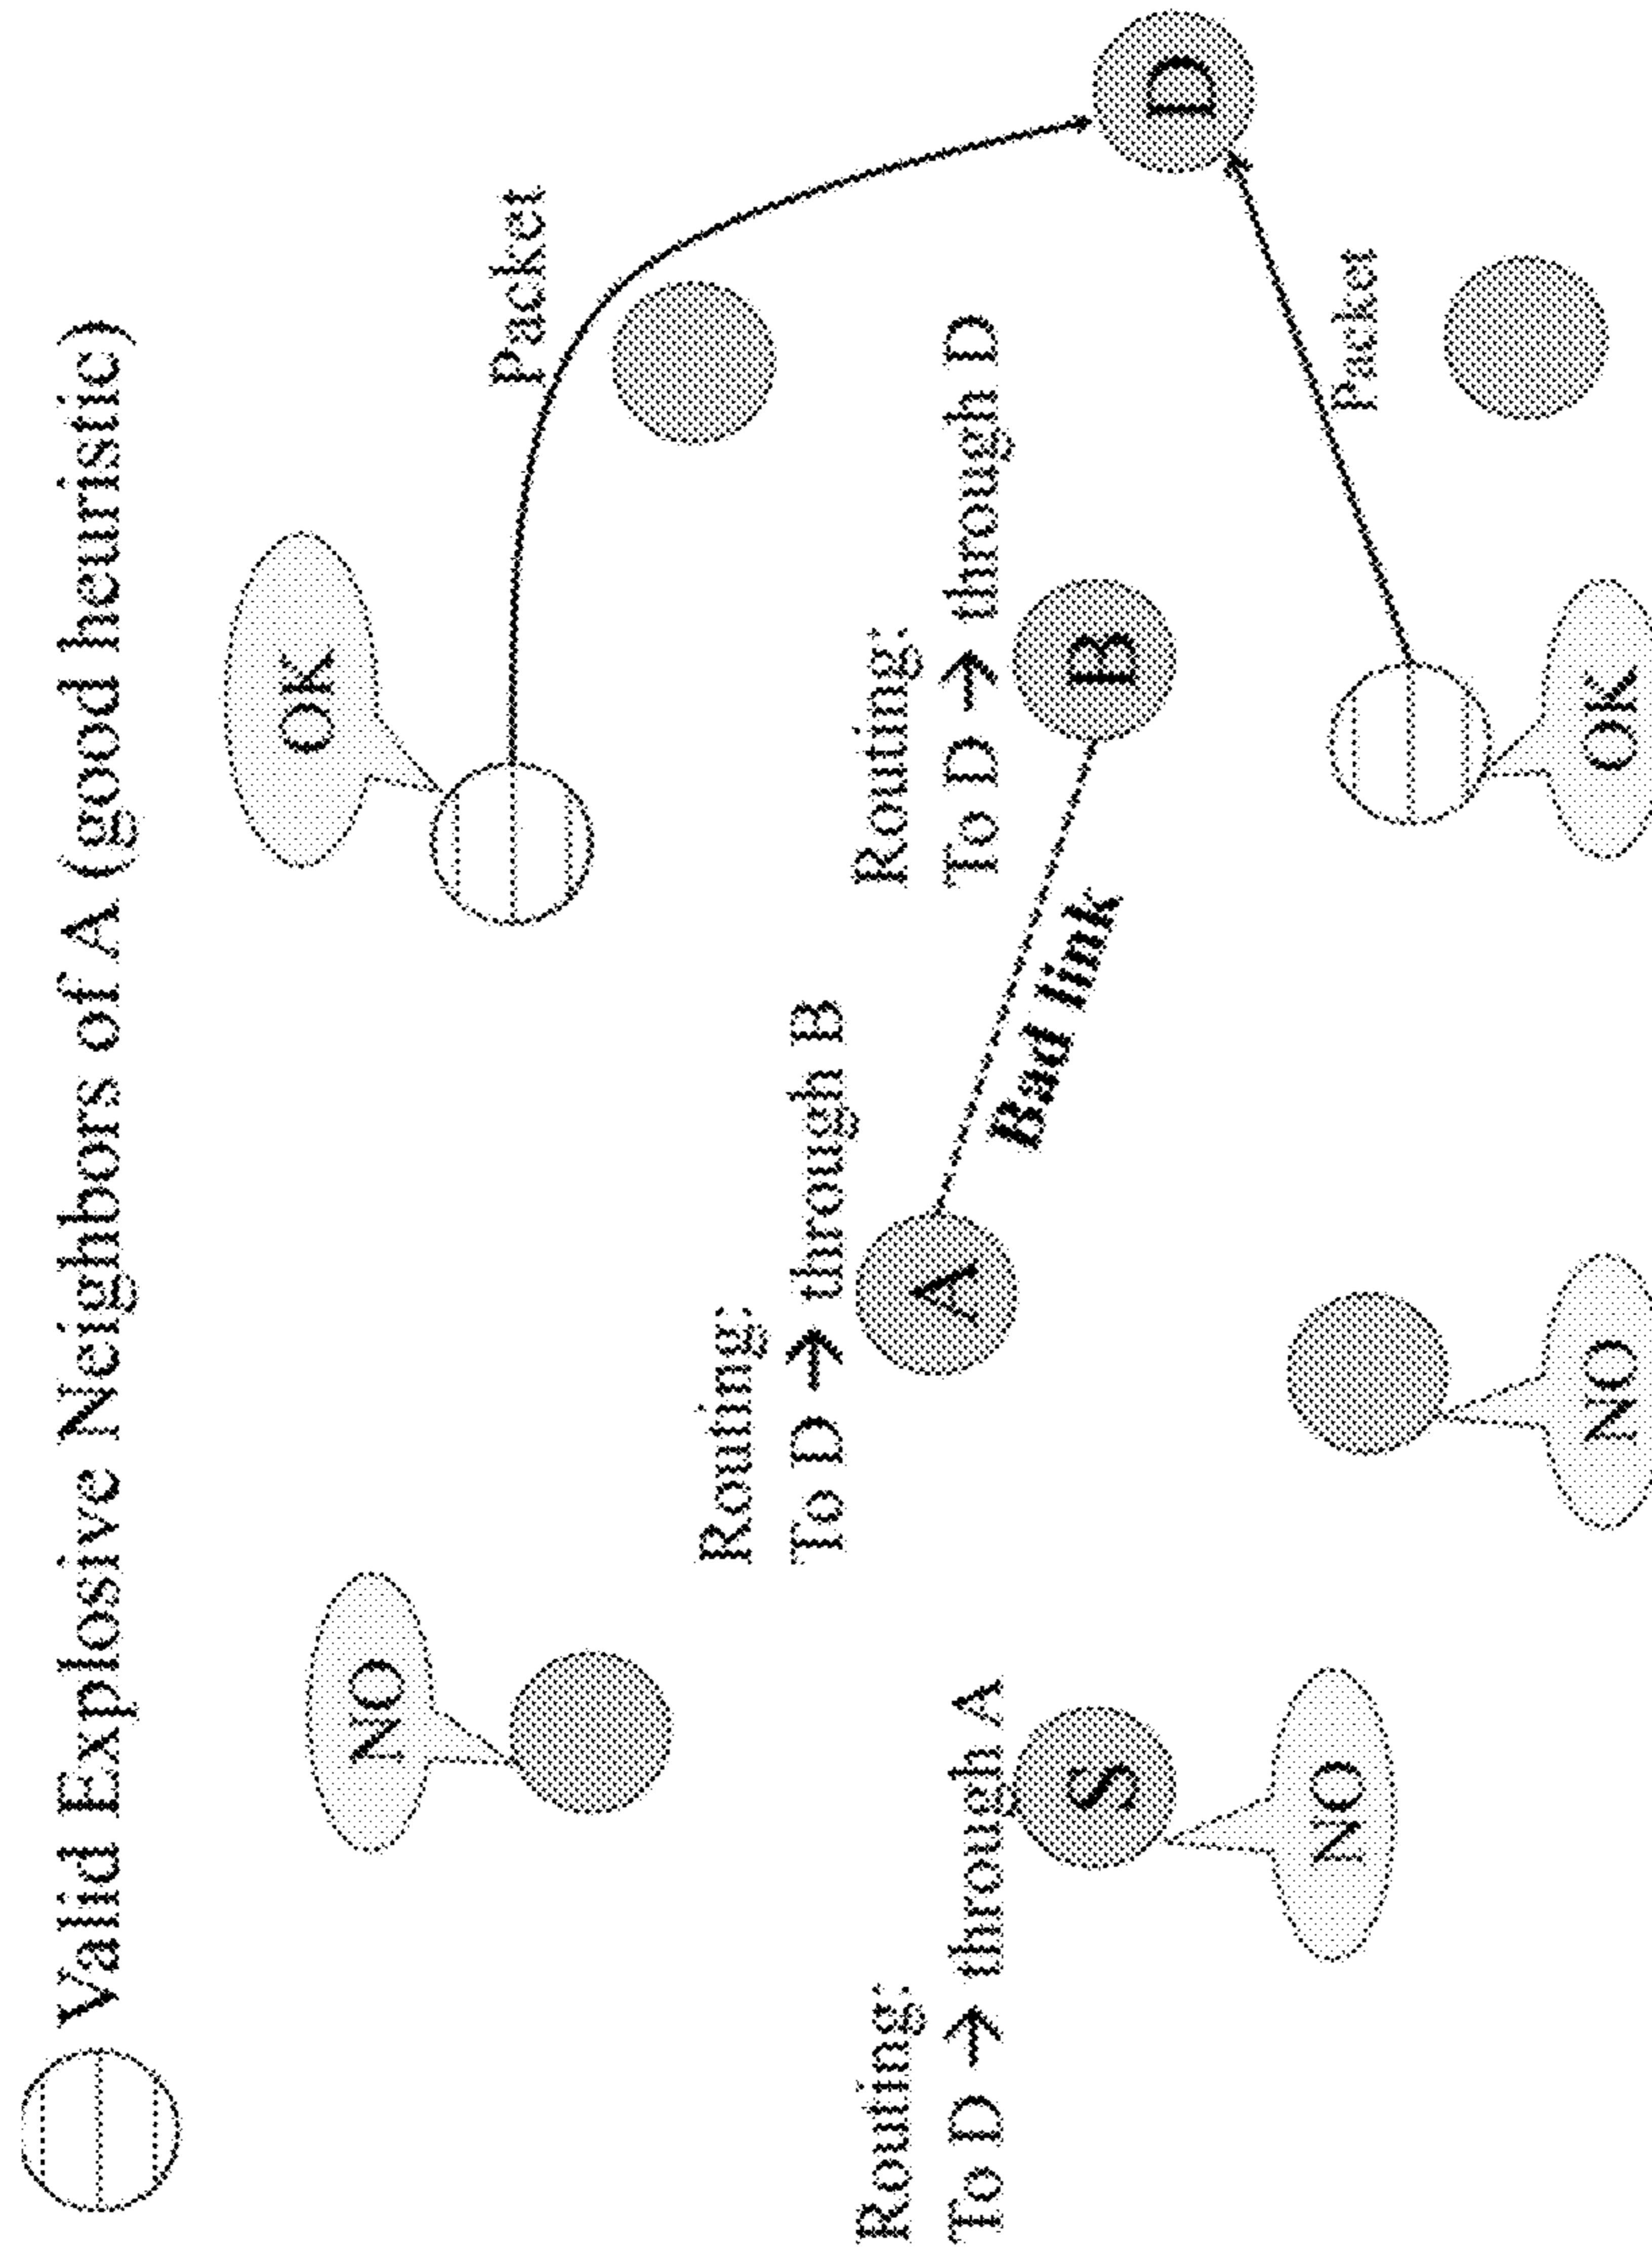 Valid Explosive Neighbors of A (good heuristic)
OK
Packet
NO
Routing:
To D → through B
A
Bad link
Routing:
To D → through D
B
D
Routing:
To D → through A
S
NO
NO
OK
Packet